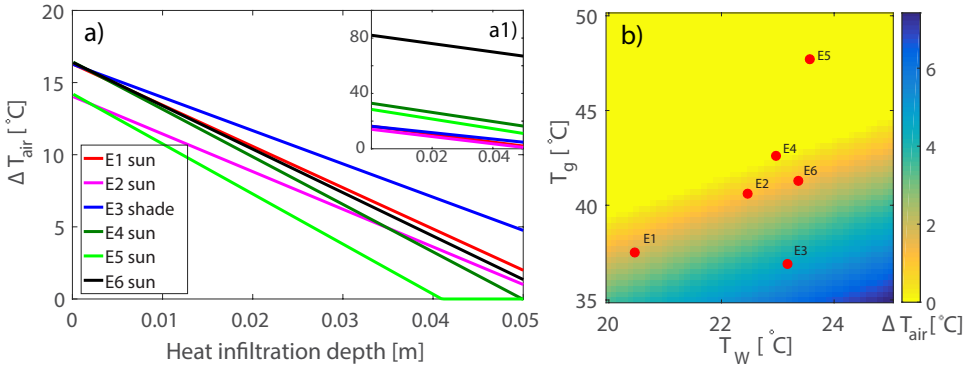 a)
a1)
20
15
10
5
0
Δ T_air [ °C]
0
0.01
0.02
0.03
0.04
0.05
Heat infiltration depth [m]
E1 sun
E2 sun
E3 shade
E4 sun
E5 sun
E6 sun
80
60
40
20
0
0.02
0.04
b)
50
45
40
35
T_g [ °C]
20
22
24
T_W [ °C]
E1
E2
E3
E4
E5
E6
6
4
2
0
Δ T_air [ °C]